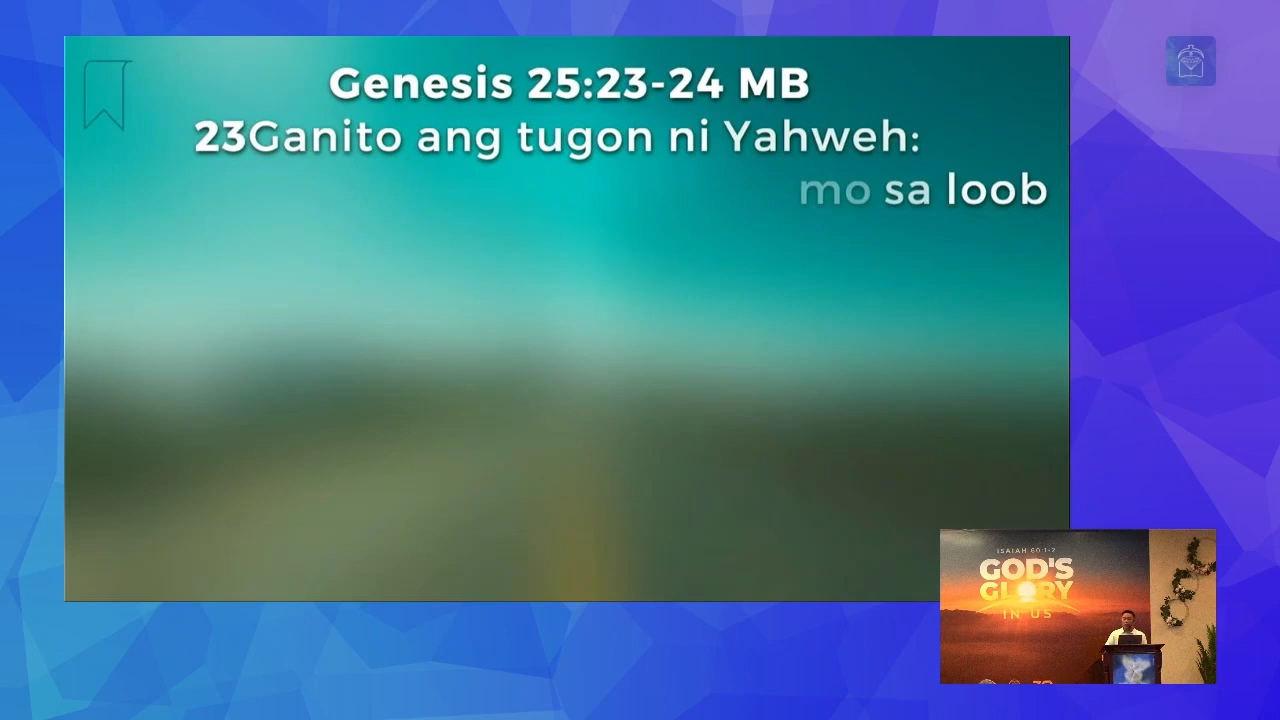 Genesis 25:23-24 MB
23Ganito ang tugon ni Yahweh:
mo sa loob
ISAIAH 60:1-2
GOD'S
GLORY
IN US